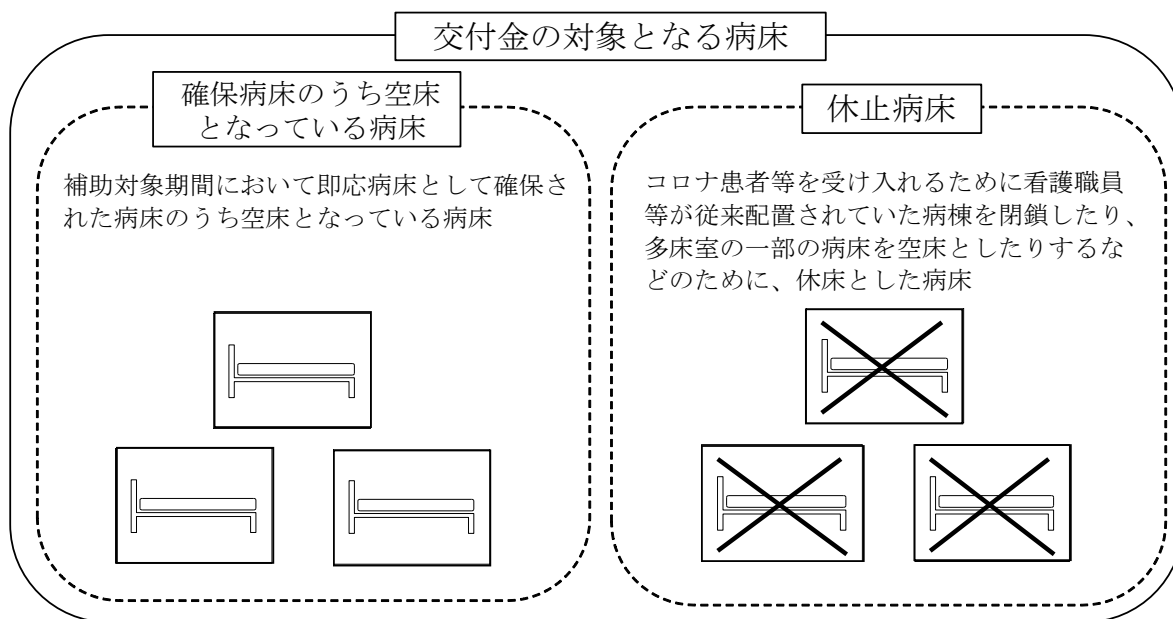 交付金の対象となる病床
確保病床のうち空床
となっている病床
補助対象期間において即応病床として確保さ
れた病床のうち空床となっている病床
休止病床
コロナ患者等を受け入れるために看護職員
等が従来配置されていた病棟を閉鎖したり、
多床室の一部の病床を空床としたりするな
どのために、休床とした病床